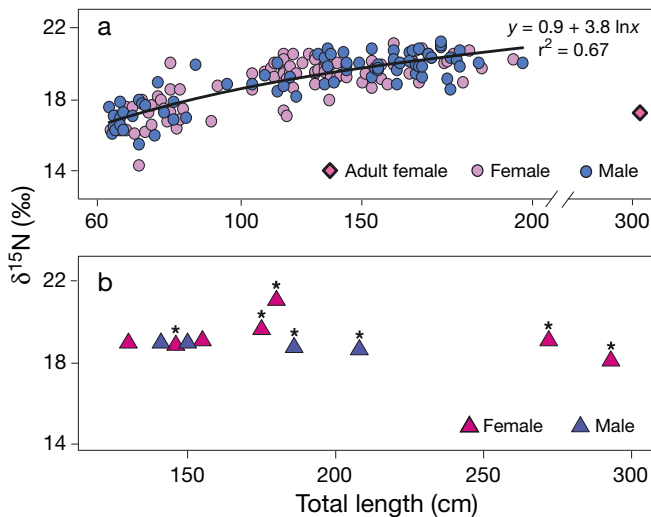 a
y = 0.9 + 3.8 lnx
r² = 0.67
22
18
14
Adult female
Female
Male
60
100
150
200
300
δ¹⁵N (‰)
b
22
18
14
* * * * * * *
Female
Male
150
200
250
300
Total length (cm)